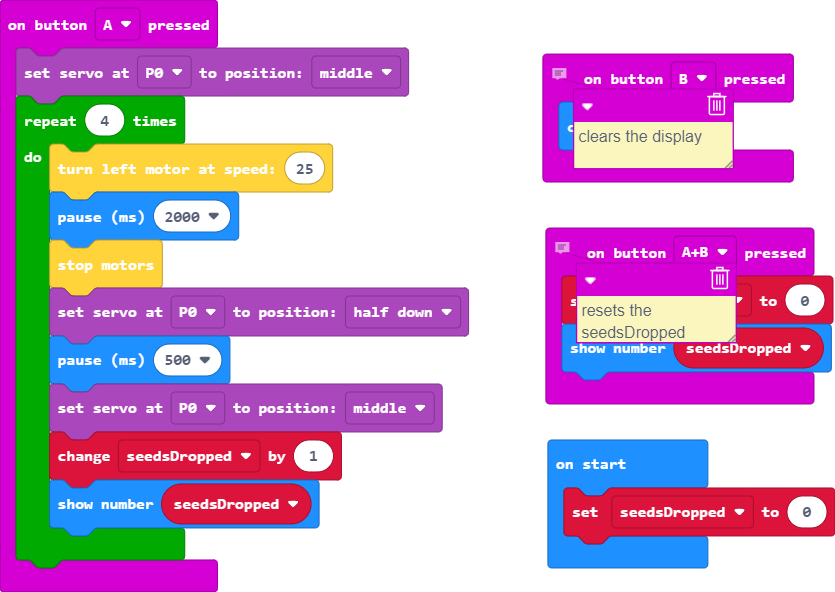 on button A pressed
set servo at P0 to position: middle
repeat 4 times
do
turn left motor at speed: 25
pause (ms) 2000
stop motors
set servo at P0 to position: half down
pause (ms) 500
set servo at P0 to position: middle
change seedsDropped by 1
show number seedsDropped
on button B pressed
clears the display
on button A+B pressed
to 0
resets the
seedsDropped
show number seedsDropped
on start
set seedsDropped to 0